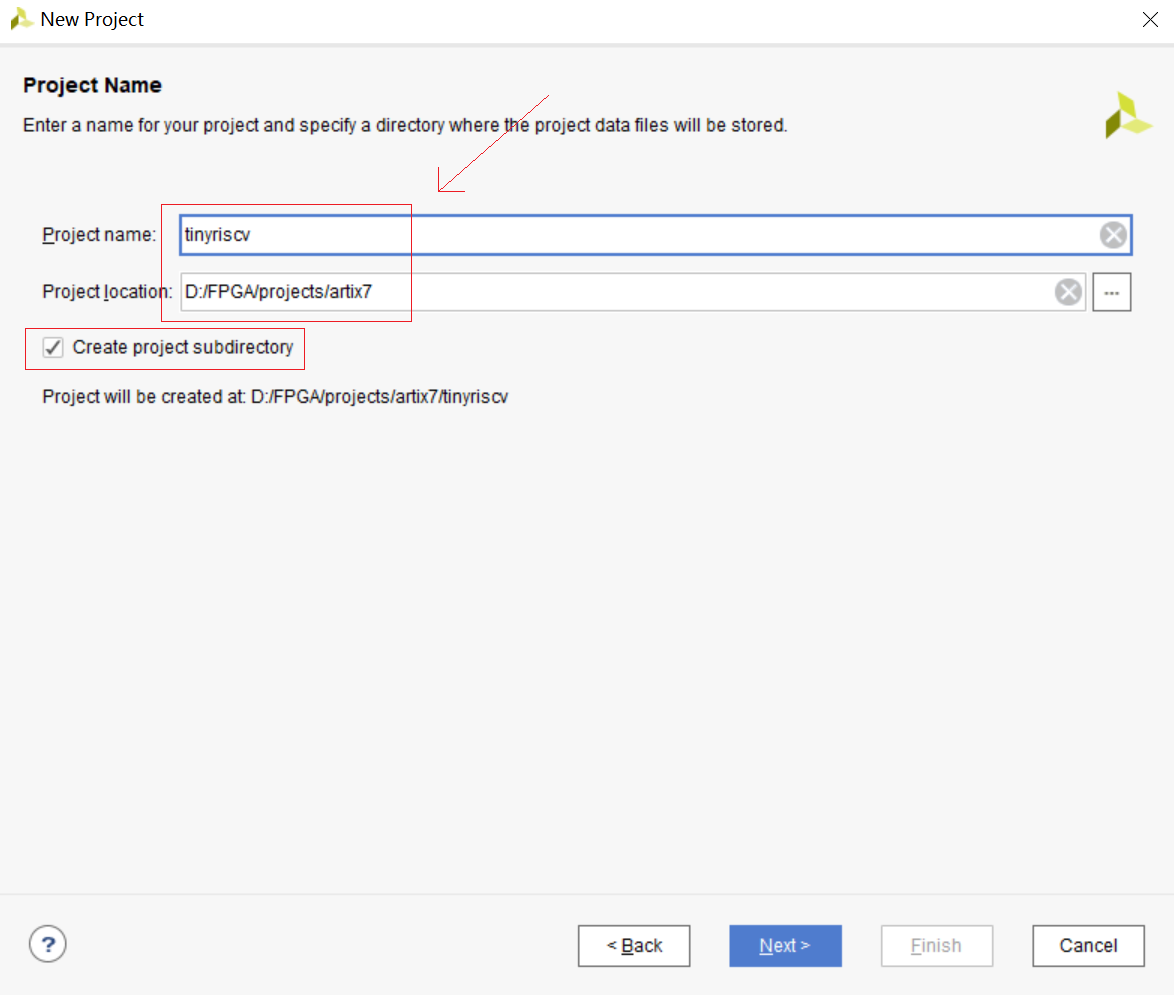 New Project
Project Name
Enter a name for your project and specify a directory where the project data files will be stored.
Project name: tinyriscv
Project location: D:/FPGA/projects/artix7 ...
Create project subdirectory
Project will be created at: D:/FPGA/projects/artix7/tinyriscv
? < Back Next > Finish Cancel